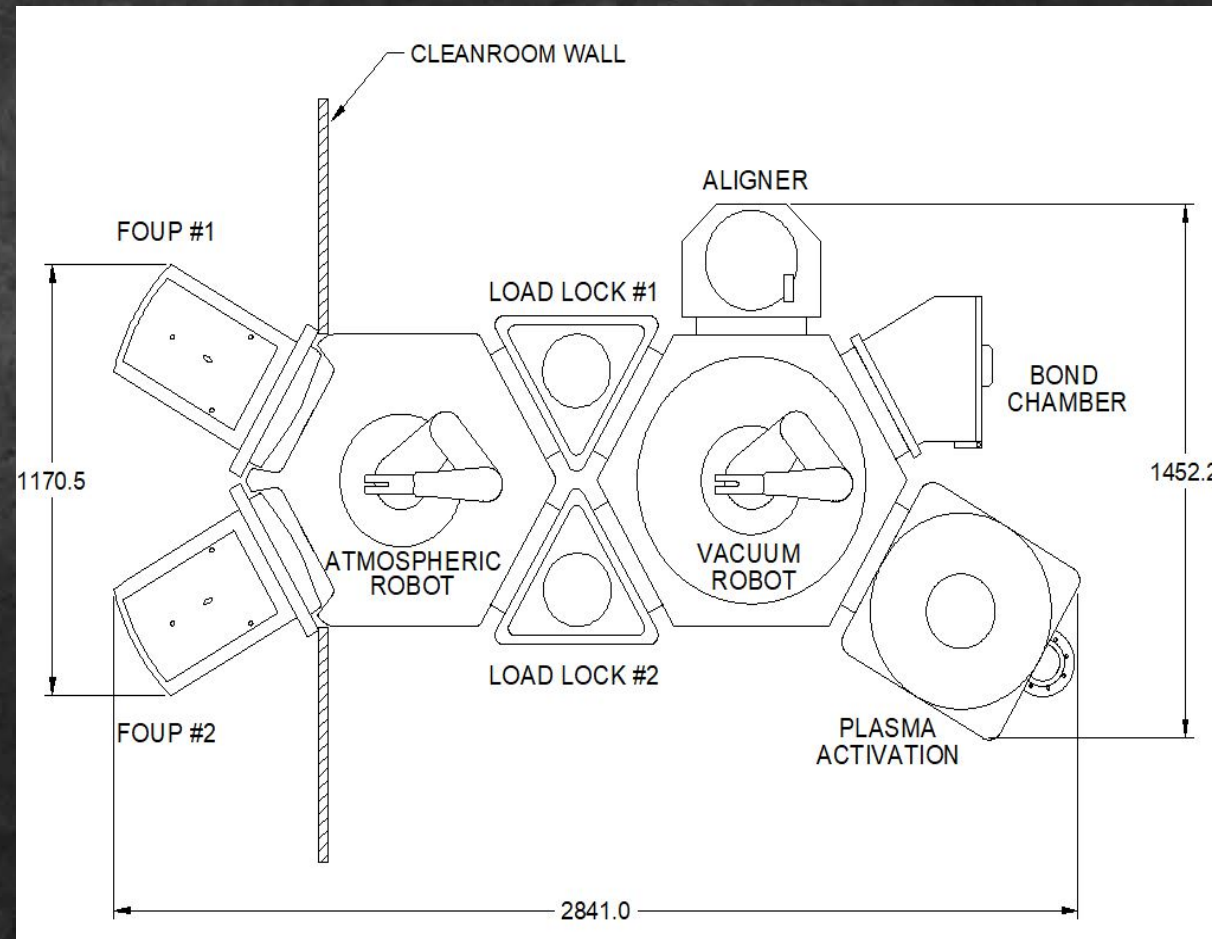 CLEANROOM WALL
ALIGNER
FOUP #1
LOAD LOCK #1
BOND
CHAMBER
1170.5
1452.2
ATMOSPHERIC
ROBOT
VACUUM
ROBOT
LOAD LOCK #2
FOUP #2
PLASMA
ACTIVATION
2841.0